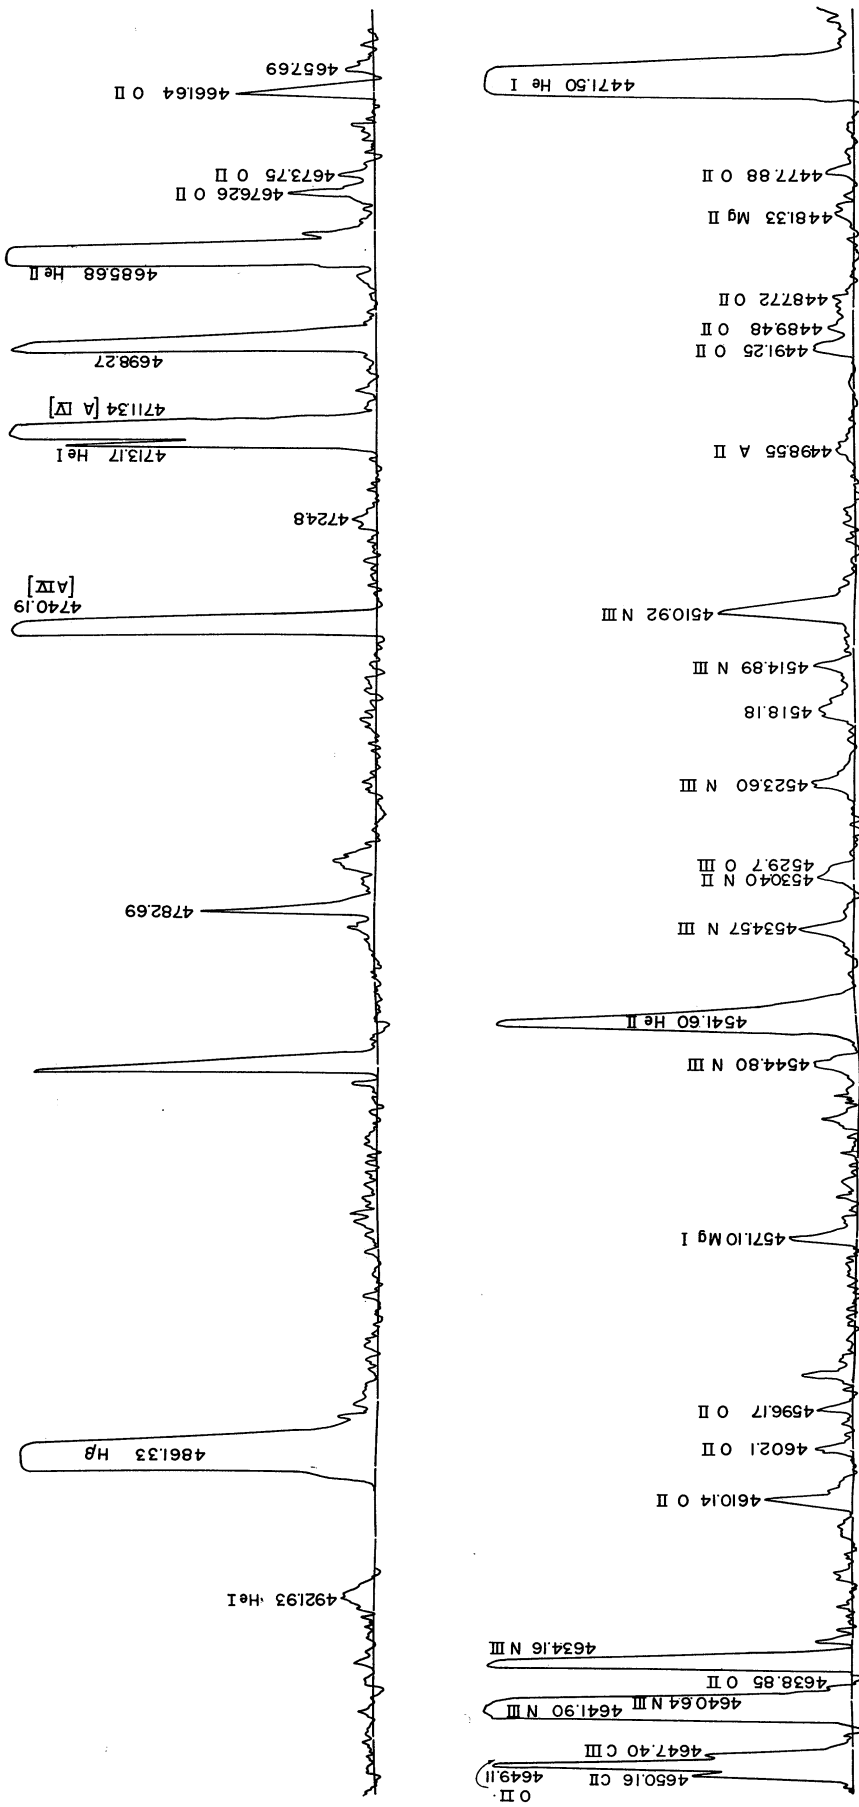 O II
4650.16 C II
4649.11
4647.40 C III
4641.90 N III
4640.64 N III
4638.85 O II
4634.16 N III
4610.14 O II
4602.1 O II
4596.17 O II
4571.10 Mg I
4544.80 N III
4541.60 He II
4534.57 N III
4530.40 N II
4529.7 O III
4523.60 N III
4518.18
4514.89 N III
4510.92 N III
4498.55 A II
4491.25 O II
4489.48 O II
4487.72 O II
4481.33 Mg II
4477.88 O II
4471.50 He I
4921.93 He I
4861.33 Hβ
4782.69
4740.19
[A IV]
4724.8
4713.17 He I
4711.34 [A IV]
4698.27
4685.68 He II
4676.26 O II
4673.75 O II
4661.64 O II
4657.69